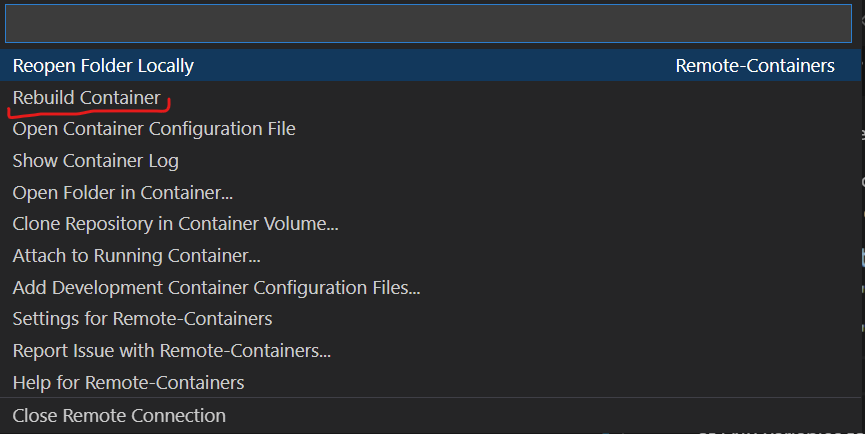 Reopen Folder Locally Remote-Containers
Rebuild Container
Open Container Configuration File
Show Container Log
Open Folder in Container...
Clone Repository in Container Volume...
Attach to Running Container...
Add Development Container Configuration Files...
Settings for Remote-Containers
Report Issue with Remote-Containers...
Help for Remote-Containers
Close Remote Connection